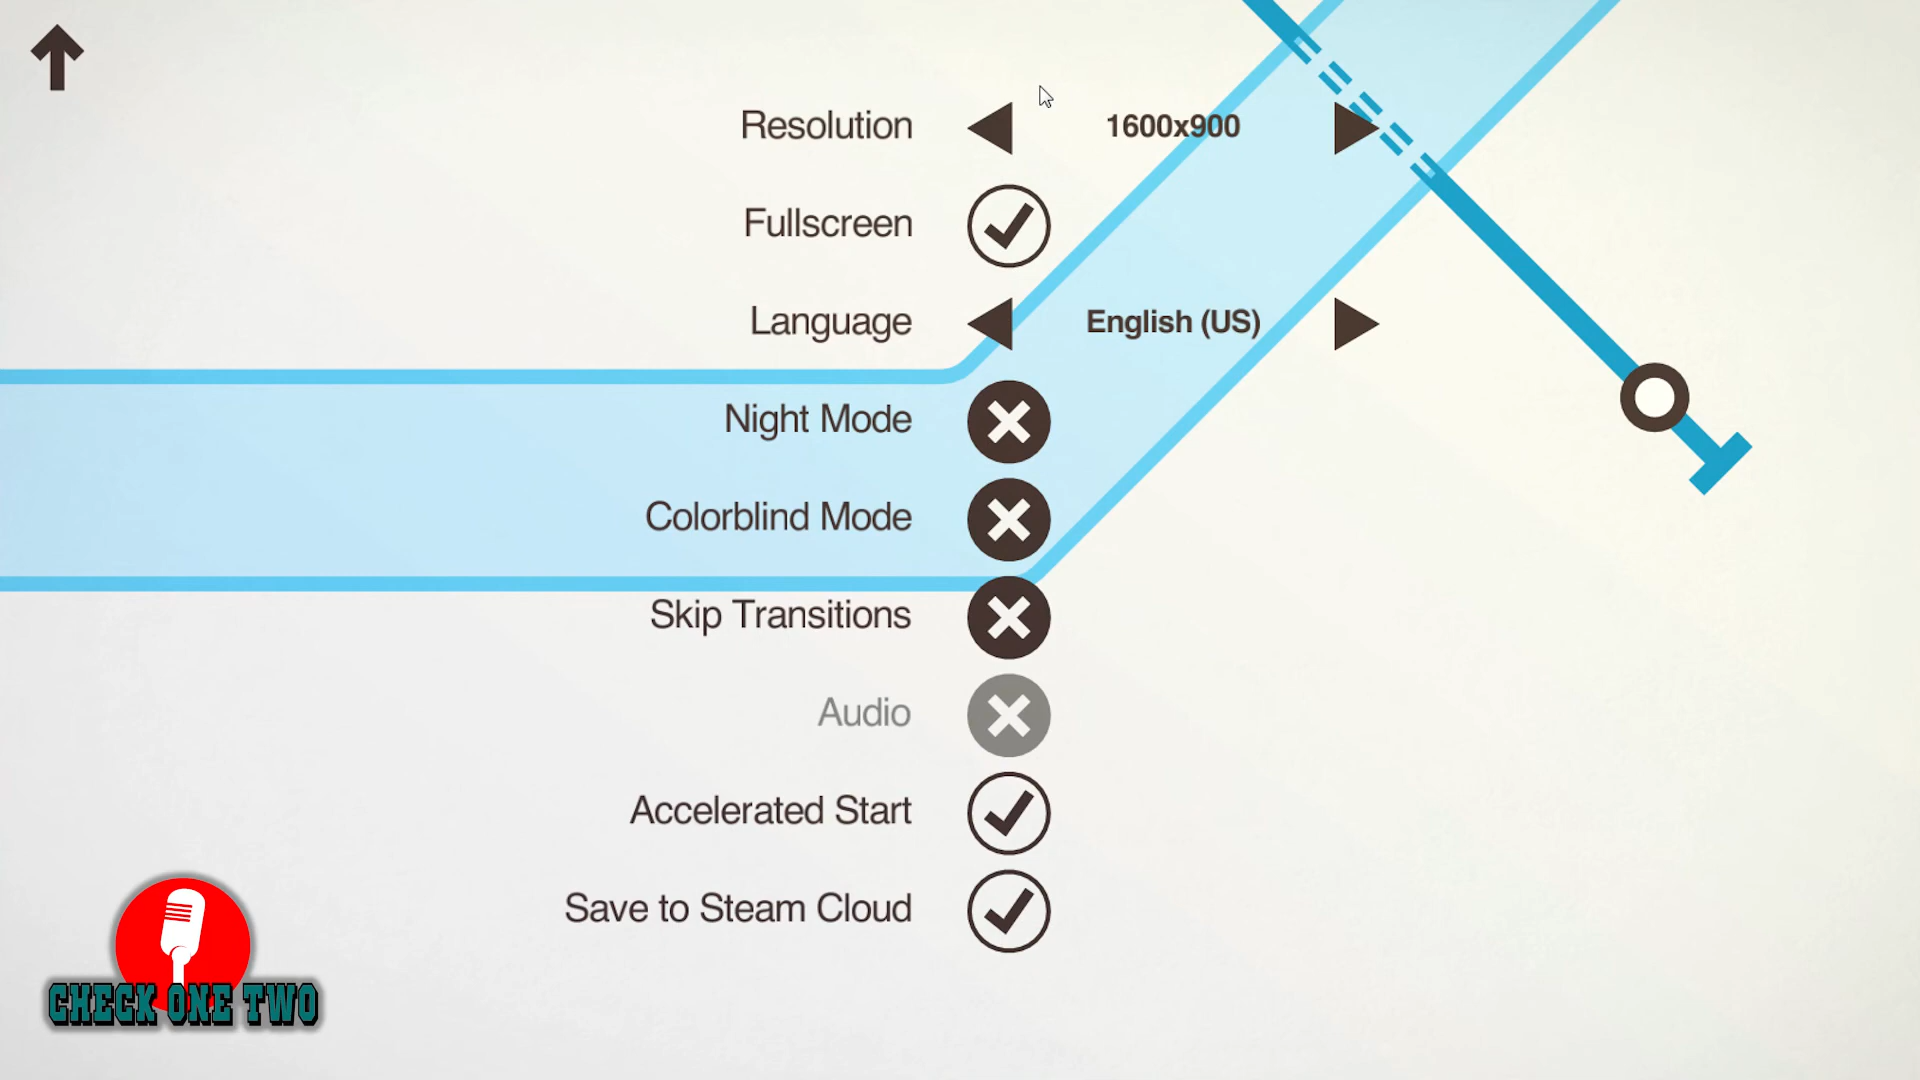 Resolution 1600x900
Fullscreen
Language English (US)
Night Mode
Colorblind Mode
Skip Transitions
Audio
Accelerated Start
Save to Steam Cloud
CHECK ONE TWO